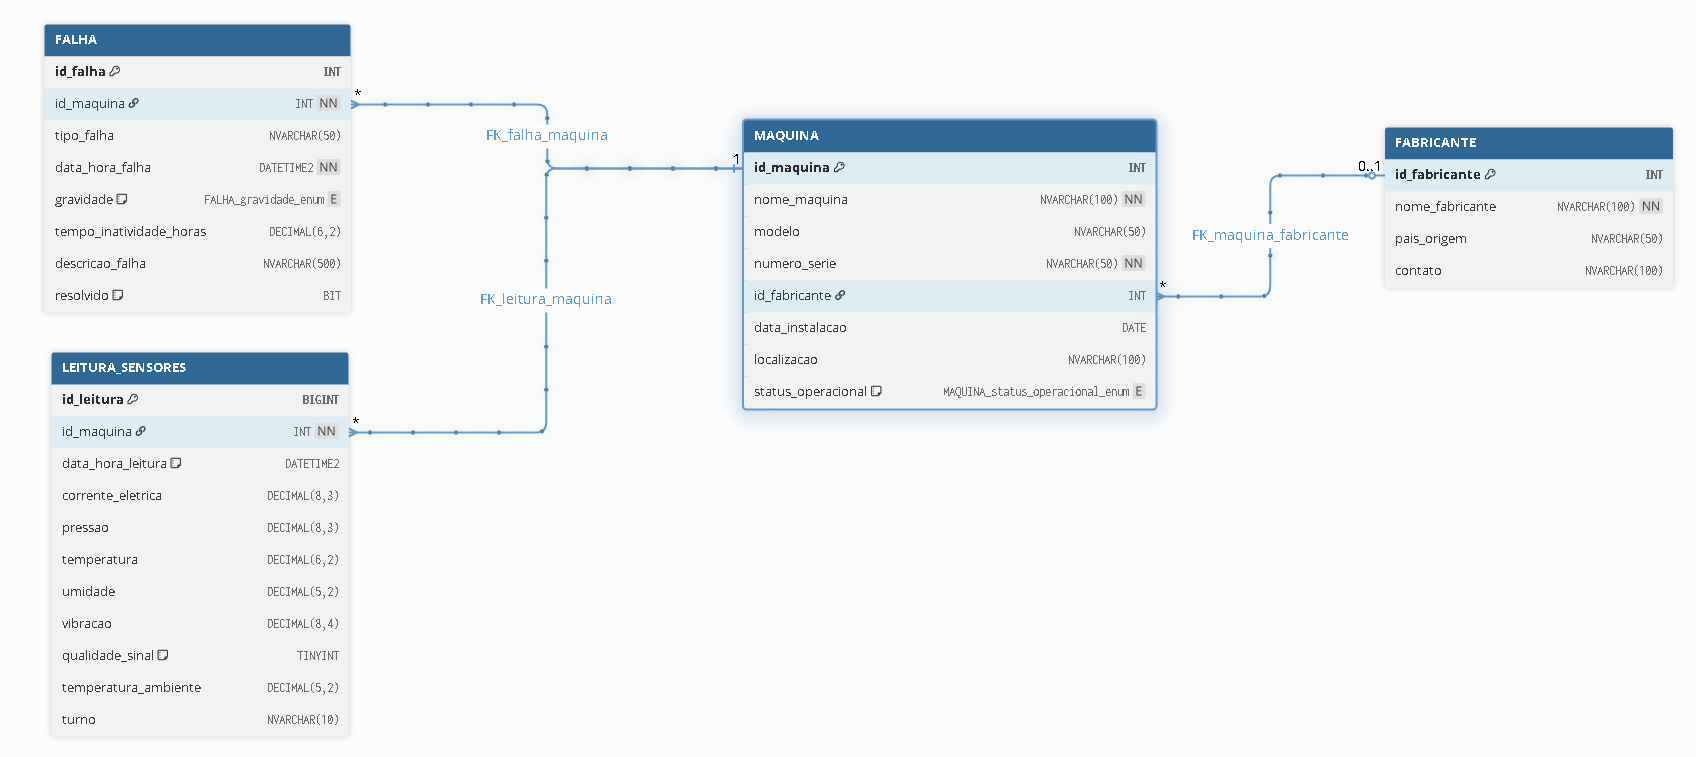 FALHA
id_falha INT
id_maquina INT NN
tipo_falha NVARCHAR(50)
data_hora_falha DATETIME2 NN
gravidade FALHA_gravidade_enum E
tempo_inatividade_horas DECIMAL(6,2)
descricao_falha NVARCHAR(500)
resolvido BIT
*
FK_falha_maquina
1
MAQUINA
id_maquina INT
nome_maquina NVARCHAR(100) NN
modelo NVARCHAR(50)
numero_serie NVARCHAR(50) NN
id_fabricante INT
data_instalacao DATE
localizacao NVARCHAR(100)
status_operacional MAQUINA_status_operacional_enum E
*
FK_maquina_fabricante
0..1
FABRICANTE
id_fabricante INT
nome_fabricante NVARCHAR(100) NN
pais_origem NVARCHAR(50)
contato NVARCHAR(100)
FK_leitura_maquina
*
LEITURA_SENSORES
id_leitura BIGINT
id_maquina INT NN
data_hora_leitura DATETIME2
corrente_eletrica DECIMAL(8,3)
pressao DECIMAL(8,3)
temperatura DECIMAL(6,2)
umidade DECIMAL(5,2)
vibracao DECIMAL(8,4)
qualidade_sinal TINYINT
temperatura_ambiente DECIMAL(5,2)
turno NVARCHAR(10)